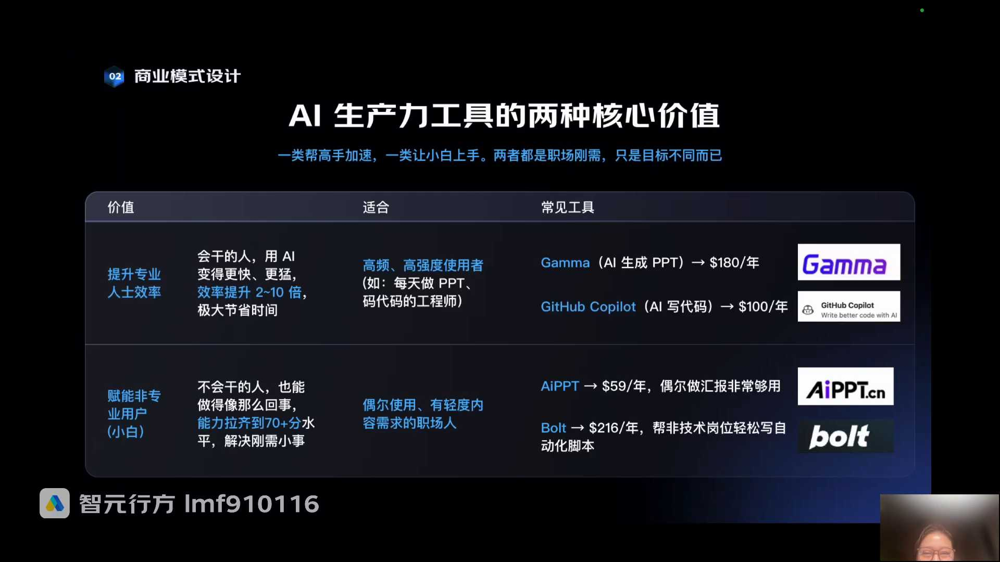 02 商业模式设计
AI 生产力工具的两种核心价值
一类帮高手加速，一类让小白上手。两者都是职场刚需，只是目标不同而已
价值
适合
常见工具
提升专业
人士效率
会干的人，用 AI
变得更快、更猛，
效率提升 2~10 倍，
极大节省时间
高频、高强度使用者
(如：每天做 PPT、
码代码的工程师)
Gamma（AI 生成 PPT）→ $180/年
Gamma
GitHub Copilot（AI 写代码）→ $100/年
GitHub Copilot
Write better code with AI
赋能非专
业用户
(小白)
不会干的人，也能
做得像那么回事，
能力拉齐到70+分水
平，解决刚需小事
偶尔使用、有轻度内
容需求的职场人
AiPPT → $59/年，偶尔做汇报非常够用
AiPPT.cn
Bolt → $216/年，帮非技术岗位轻松写自
动化脚本
bolt
智元行方 lmf910116